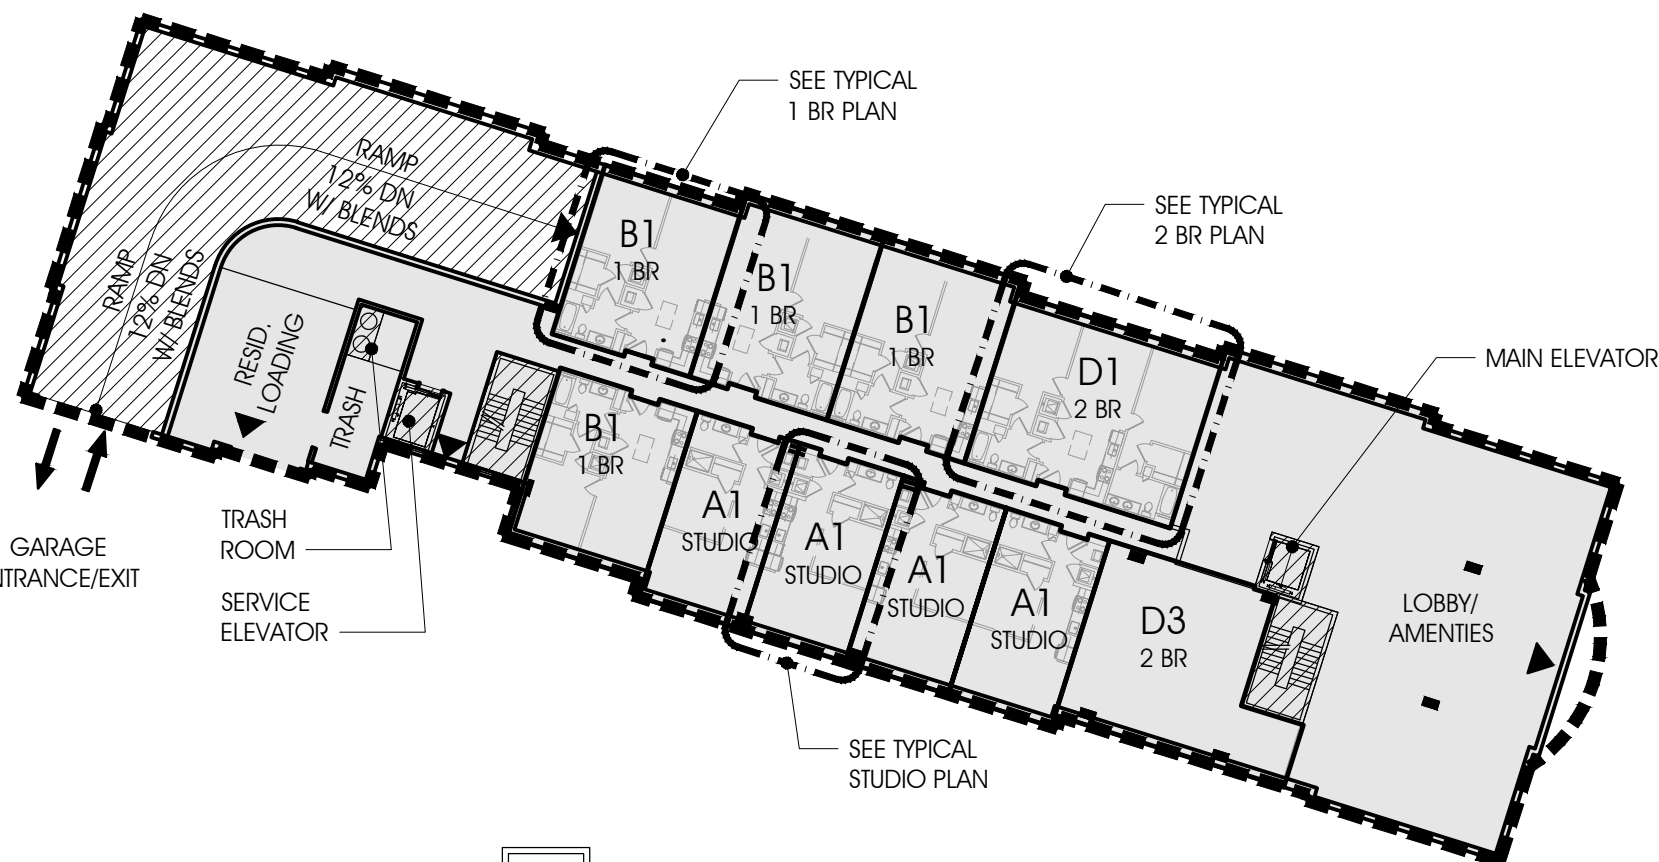 SEE TYPICAL
1 BR PLAN
SEE TYPICAL
2 BR PLAN
RAMP
12% DN
W/ BLENDS
RAMP
12% DN
W/ BLENDS
B1
1 BR
B1
1 BR
B1
1 BR
D1
2 BR
MAIN ELEVATOR
RESID.
LOADING
TRASH
B1
1 BR
A1
STUDIO
A1
STUDIO
A1
STUDIO
A1
STUDIO
D3
2 BR
LOBBY/
AMENTIES
GARAGE
NTRANCE/EXIT
TRASH
ROOM
SERVICE
ELEVATOR
SEE TYPICAL
STUDIO PLAN